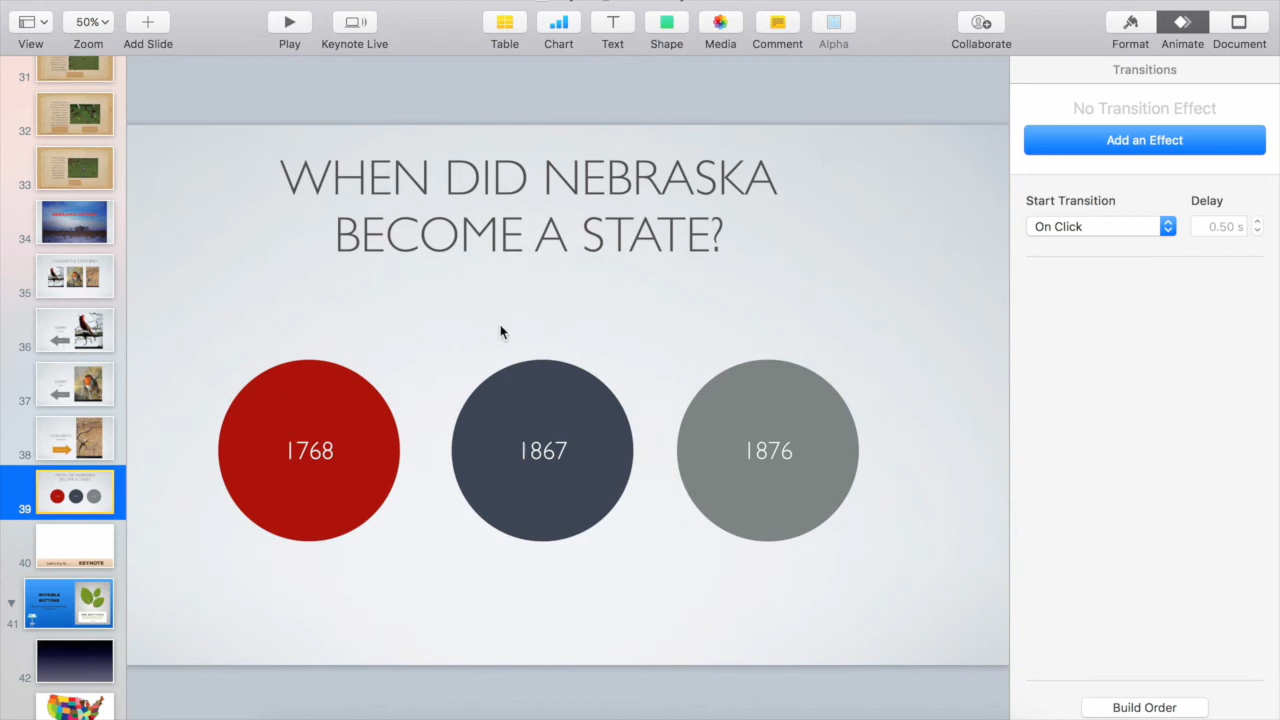 View
50%
Zoom
Add Slide
Play
Keynote Live
Table
Chart
Text
Shape
Media
Comment
Alpha
Collaborate
Format
Animate
Document
31
32
33
34
35
36
37
38
39
40
41
42
KEYNOTE
INVISIBLE
BUTTONS
WHEN DID NEBRASKA
BECOME A STATE?
1768
1867
1876
Transitions
No Transition Effect
Add an Effect
Start Transition
Delay
On Click
0.50 s
Build Order